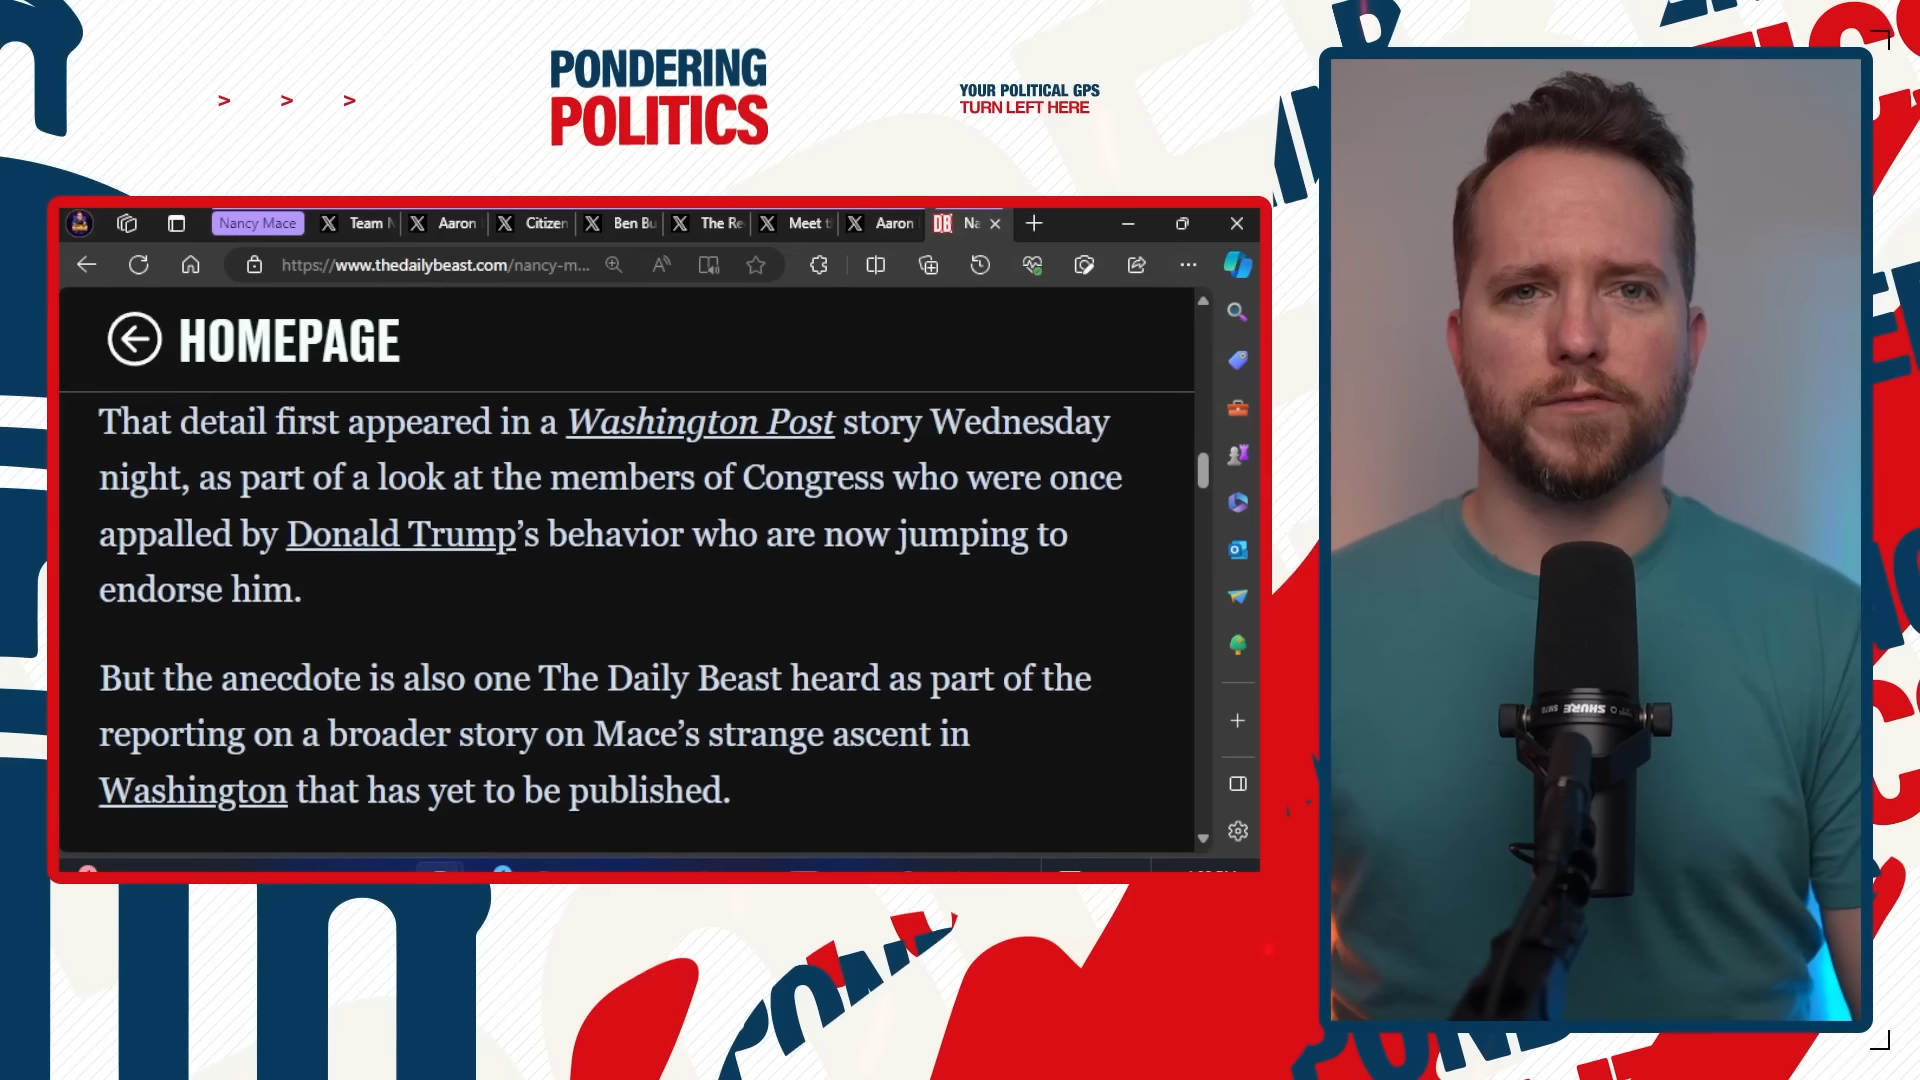 PONDERING
POLITICS
YOUR POLITICAL GPS
TURN LEFT HERE
> > >
Nancy Mace
Team
Aaron
Citizen
Ben Bu
The Re
Meet t
Aaron
Na
https://www.thedailybeast.com/nancy-m...
HOMEPAGE
That detail first appeared in a Washington Post story Wednesday
night, as part of a look at the members of Congress who were once
appalled by Donald Trump’s behavior who are now jumping to
endorse him.
But the anecdote is also one The Daily Beast heard as part of the
reporting on a broader story on Mace’s strange ascent in
Washington that has yet to be published.
SHURE
SM7B